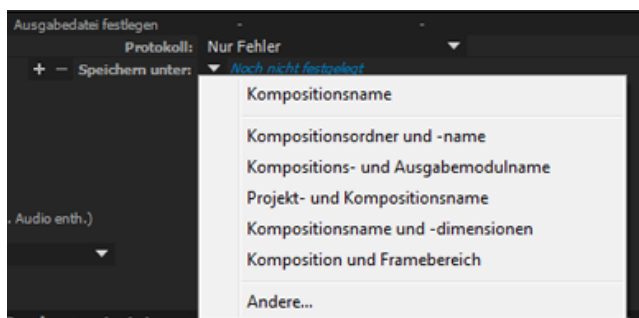 Ausgabedatei festlegen - -
Protokoll: Nur Fehler
+ − Speichern unter: Noch nicht festgelegt
Kompositionsname
Kompositionsordner und -name
Kompositions- und Ausgabemodulname
Projekt- und Kompositionsname
Kompositionsname und -dimensionen
. Audio enth.)
Komposition und Framebereich
Andere...